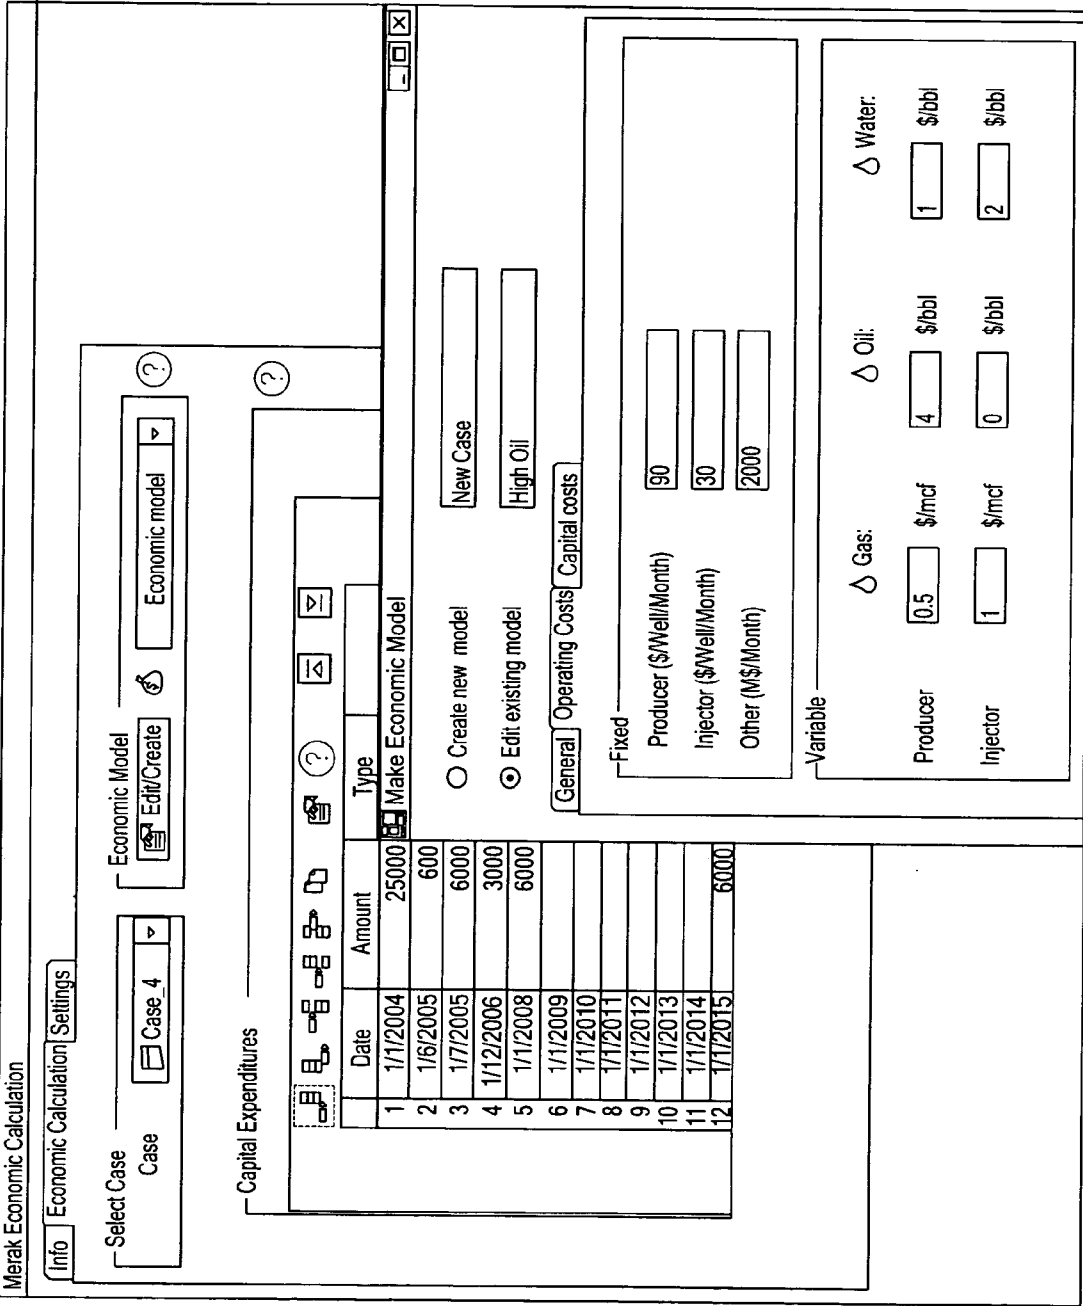 Merak Economic Calculation
Info Economic Calculation Settings
Select Case
Case Case_4
Economic Model
Edit/Create $ Economic model ?
Capital Expenditures ?
?
Date Amount Type
1 1/1/2004 25000
2 1/6/2005 600
3 1/7/2005 6000
4 1/12/2006 3000
5 1/1/2008 6000
6 1/1/2009
7 1/1/2010
8 1/1/2011
9 1/1/2012
10 1/1/2013
11 1/1/2014
12 1/1/2015 6000
Make Economic Model
Create new model New Case
Edit existing model High Oil
General Operating Costs Capital costs
Fixed
Producer ($/Well/Month) 90
Injector ($/Well/Month) 30
Other (M$/Month) 2000
Variable
Gas: Oil: Water:
Producer 0.5 $/mcf 4 $/bbl 1 $/bbl
Injector 1 $/mcf 0 $/bbl 2 $/bbl